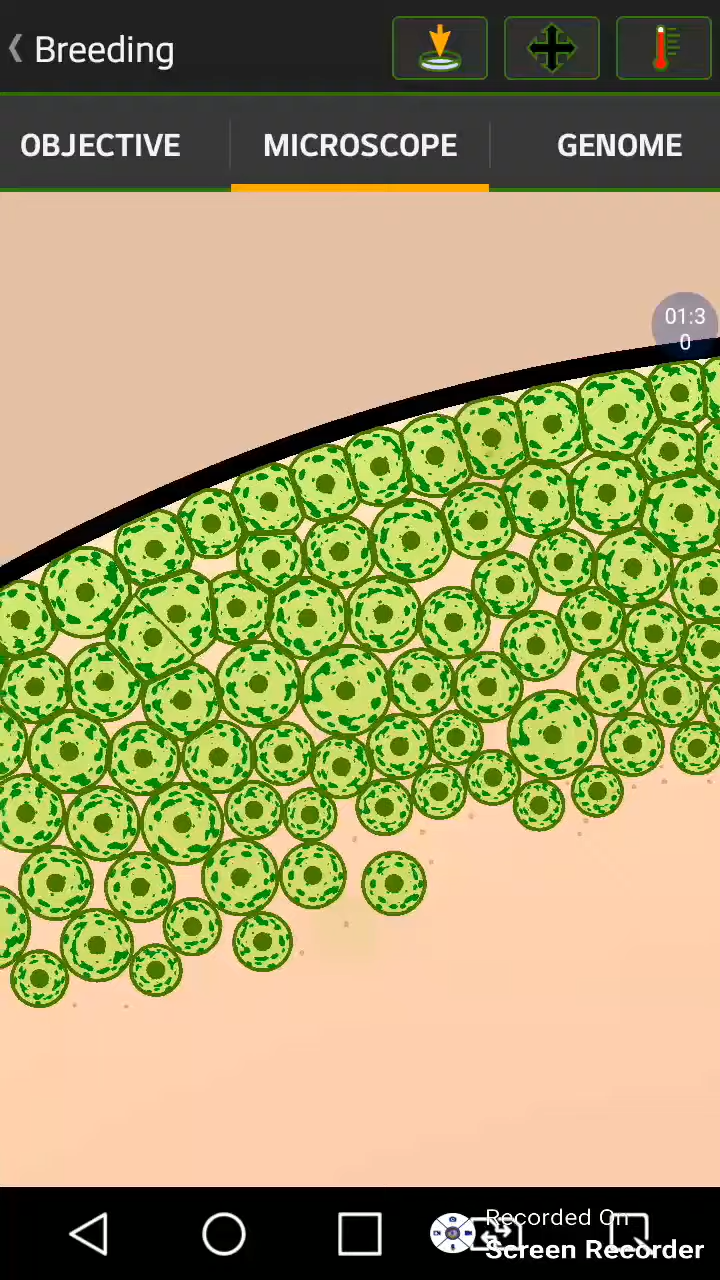 Breeding
OBJECTIVE MICROSCOPE GENOME
01:3
0
Recorded On
Screen Recorder